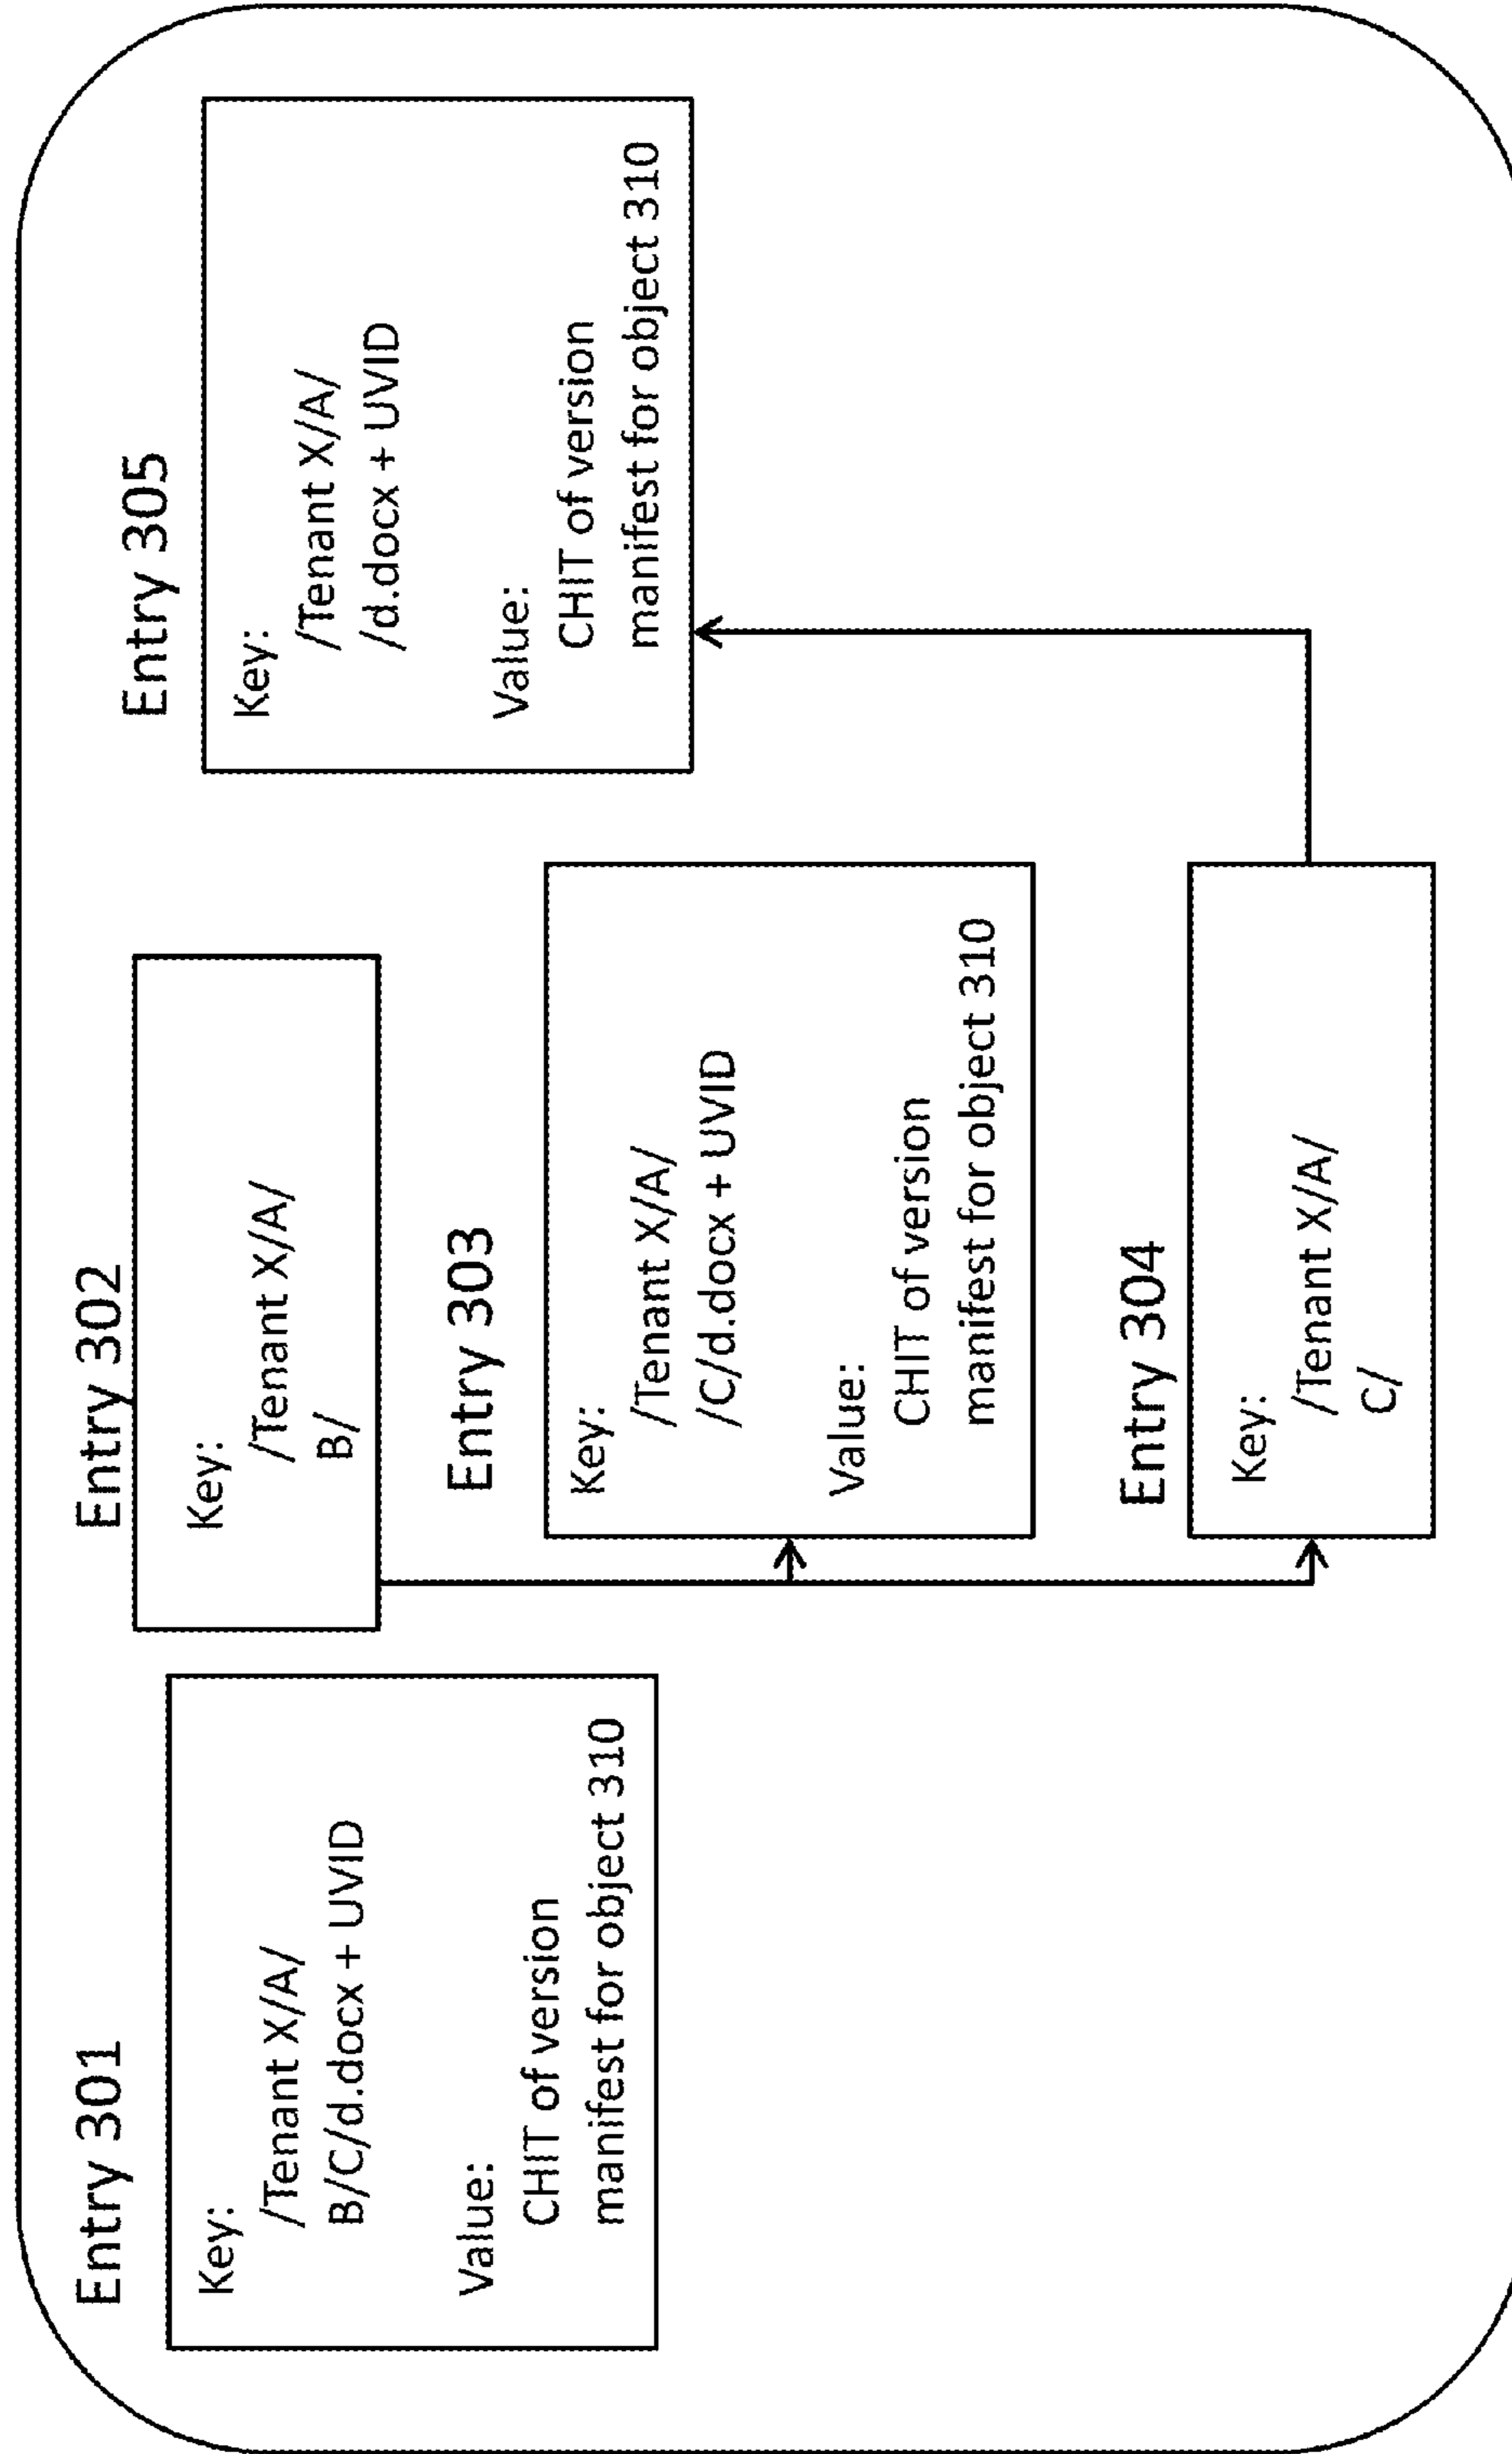 Entry 301
Key:
/Tenant X/A/
B/C/d.docx + UVID
Value:
CHIT of version
manifest for object 310
Entry 302
Key:
/Tenant X/A/
B/
Entry 303
Key:
/Tenant X/A/
/C/d.docx + UVID
Value:
CHIT of version
manifest for object 310
Entry 304
Key:
/Tenant X/A/
C/
Entry 305
Key:
/Tenant X/A/
/d.docx + UVID
Value:
CHIT of version
manifest for object 310